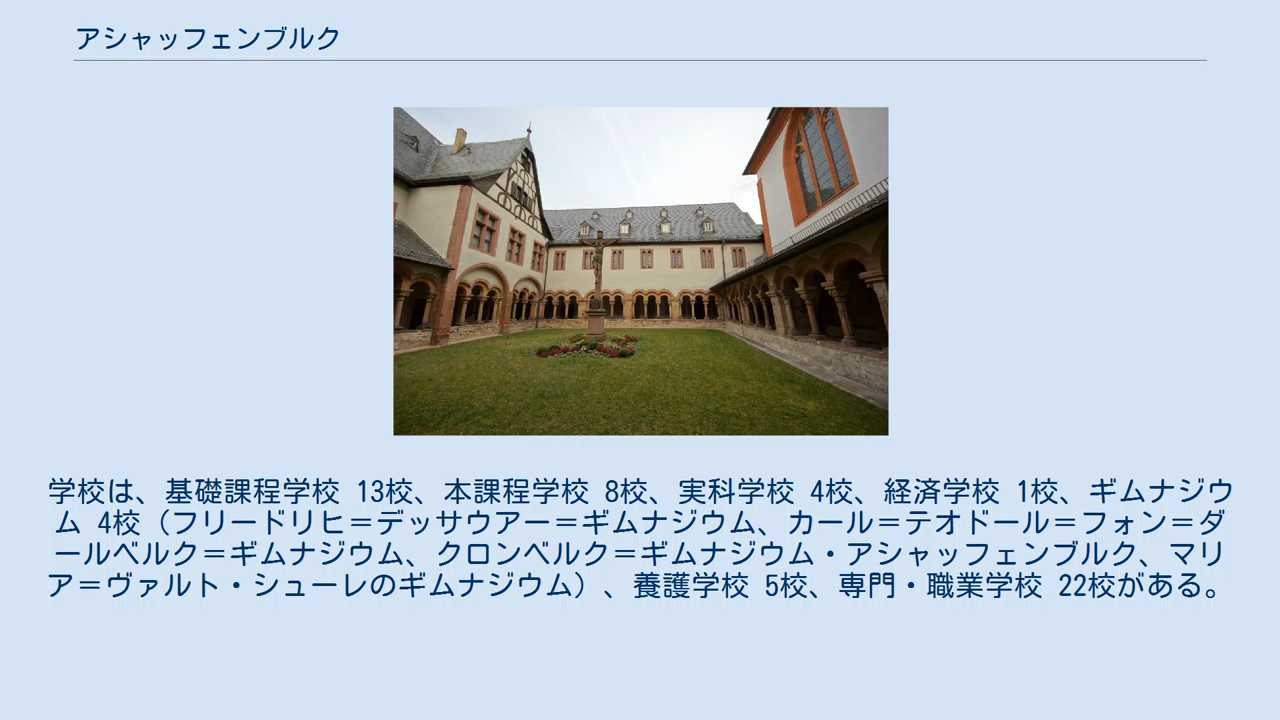 アシャッフェンブルク
学校は、基礎課程学校 13校、本課程学校 8校、実科学校 4校、経済学校 1校、ギムナジウ
ム 4校（フリードリヒ＝デッサウアー＝ギムナジウム、カール＝テオドール＝フォン＝ダ
ールベルク＝ギムナジウム、クロンベルク＝ギムナジウム・アシャッフェンブルク、マリ
ア＝ヴァルト・シューレのギムナジウム）、養護学校 5校、専門・職業学校 22校がある。